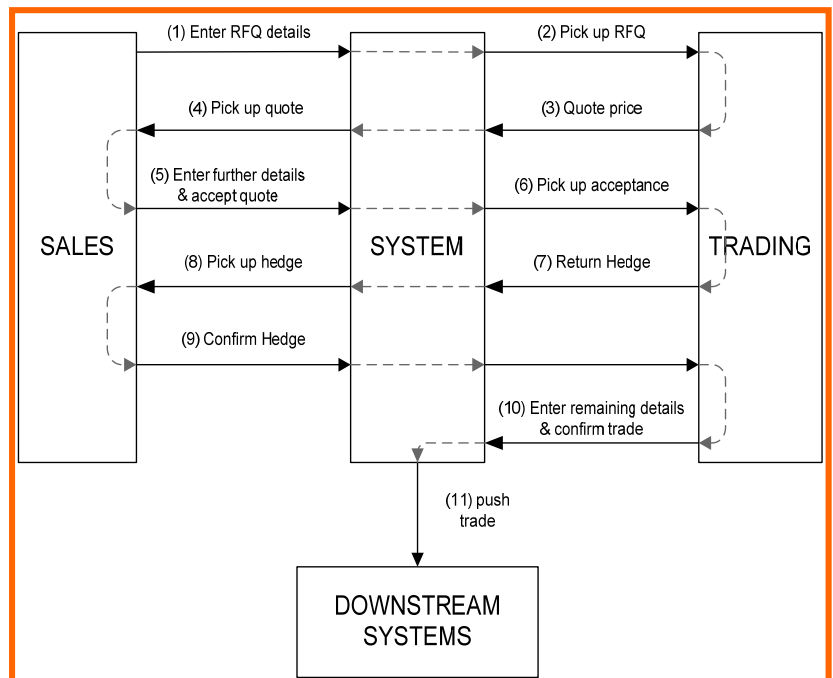 (1) Enter RFQ details
(2) Pick up RFQ
(4) Pick up quote
(3) Quote price
(5) Enter further details
& accept quote
(6) Pick up acceptance
SALES
SYSTEM
TRADING
(8) Pick up hedge
(7) Return Hedge
(9) Confirm Hedge
(10) Enter remaining details
& confirm trade
(11) push
trade
DOWNSTREAM
SYSTEMS